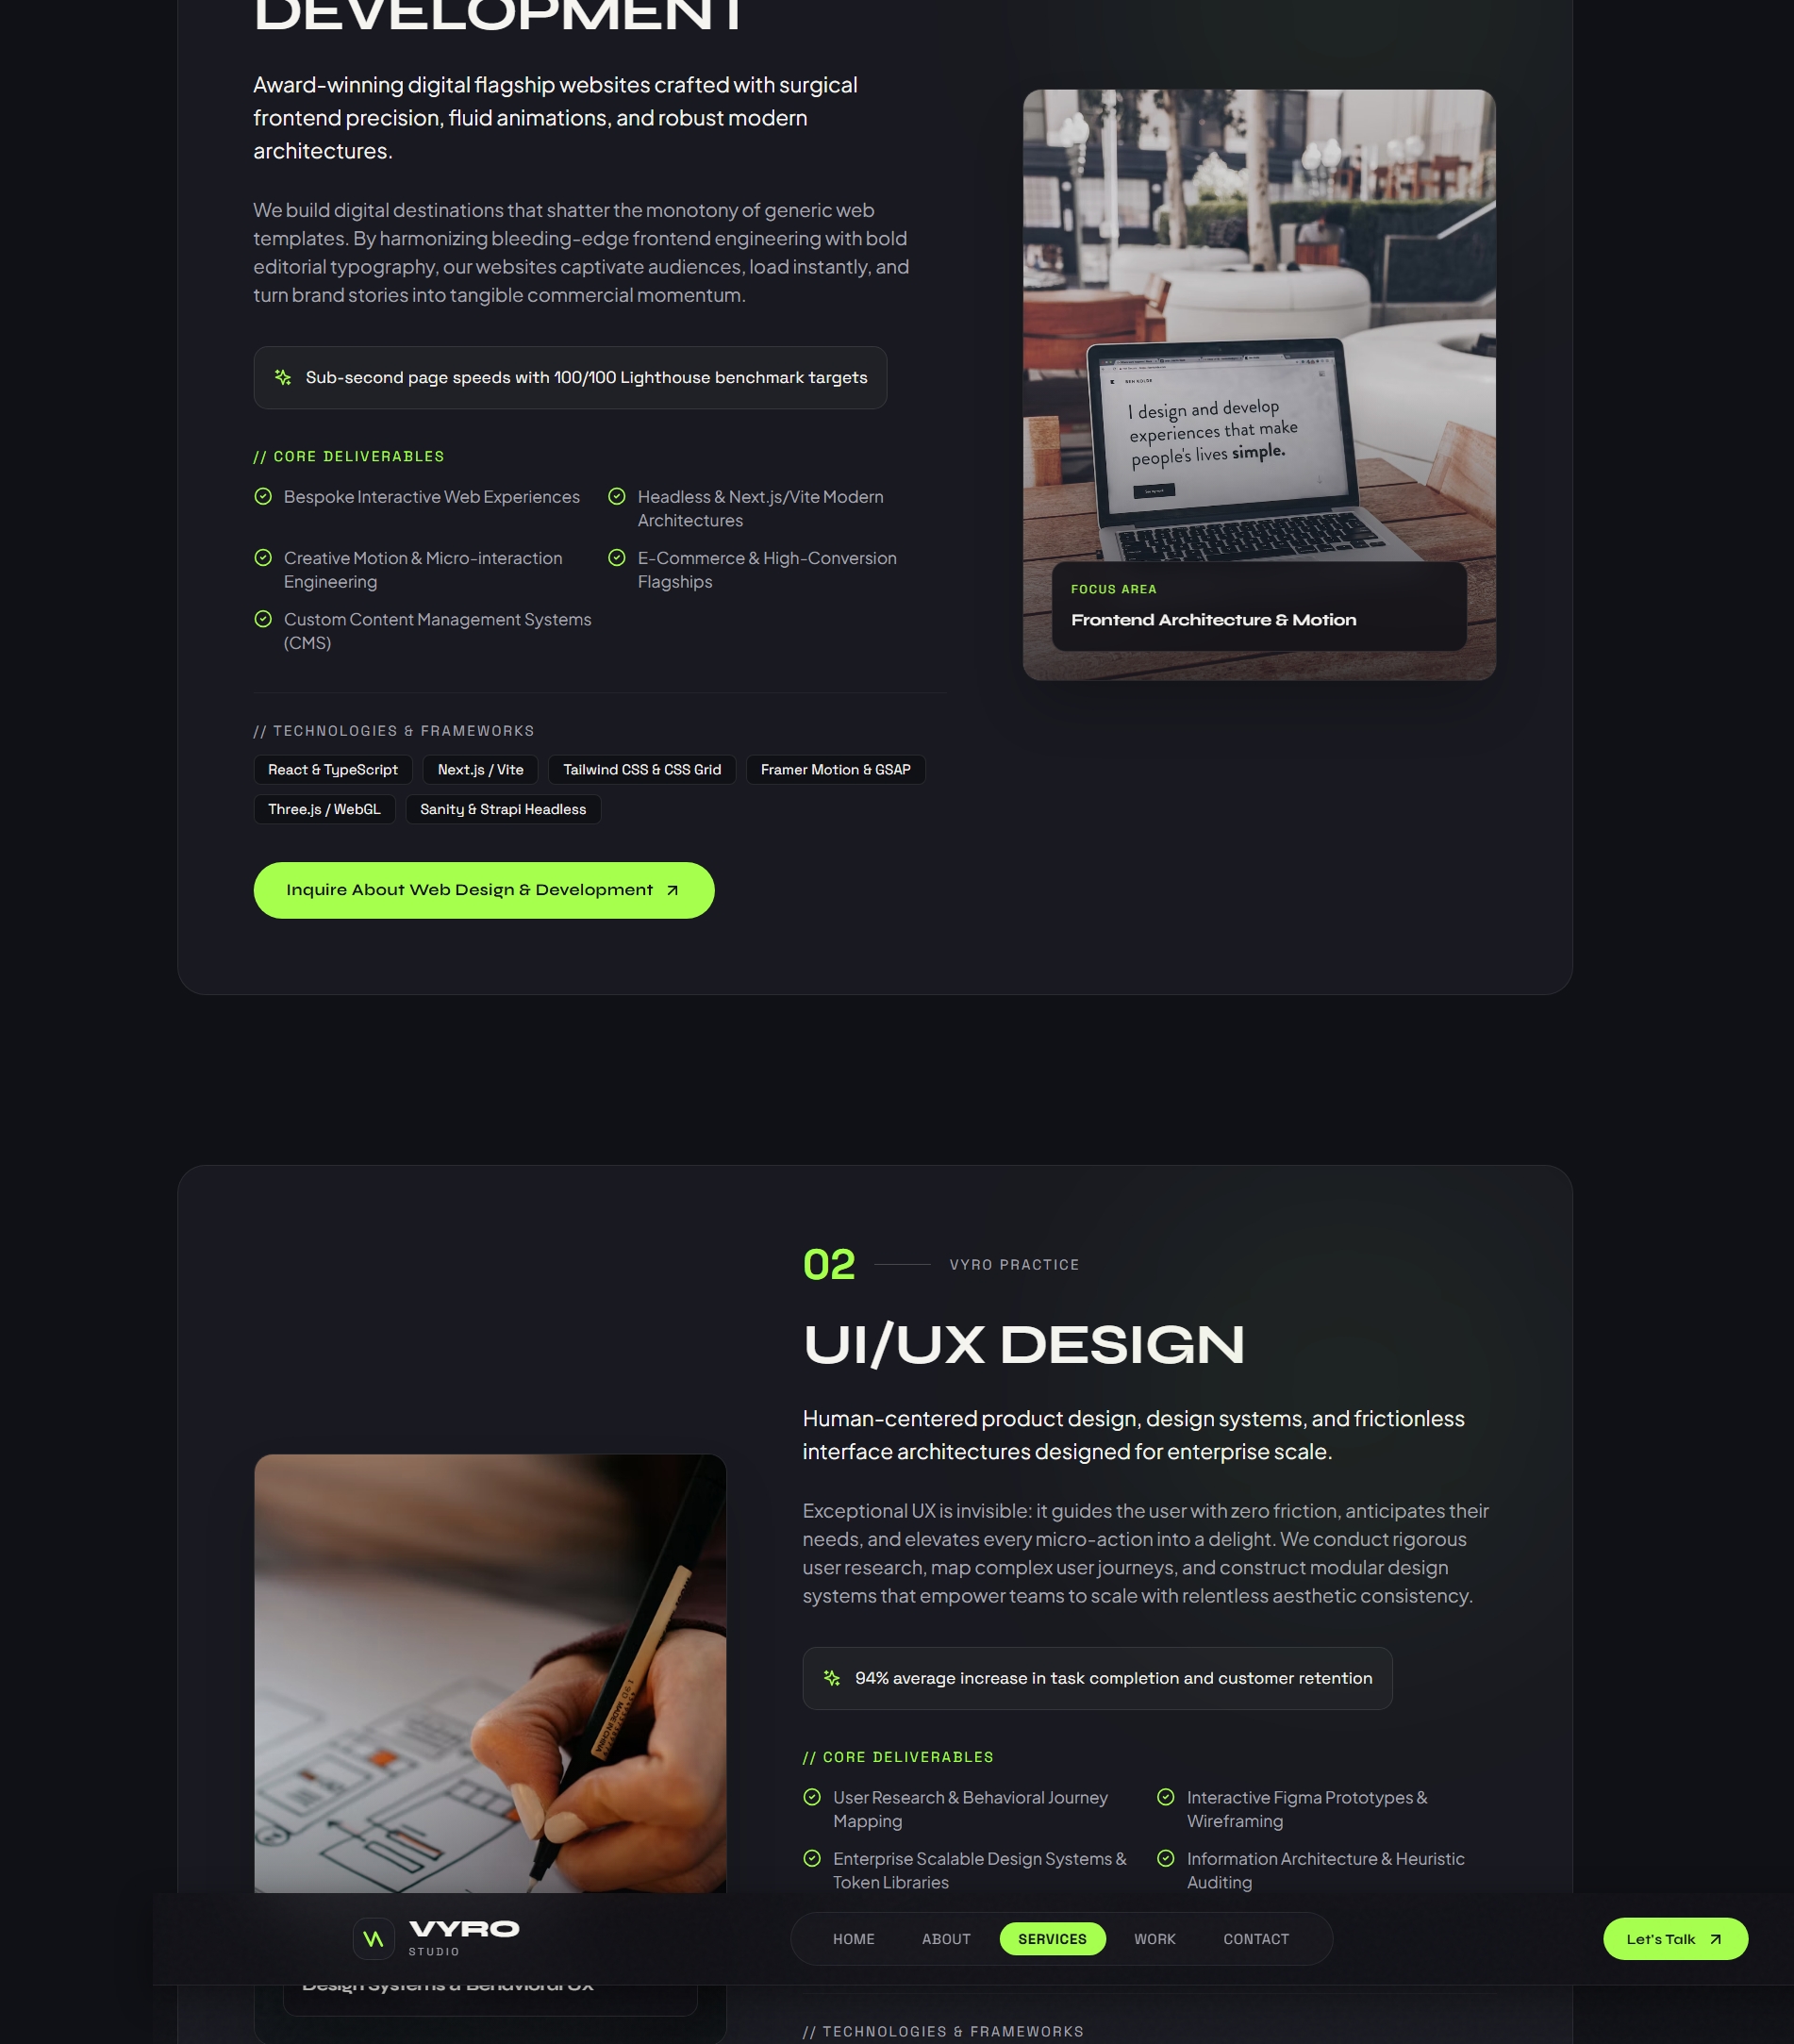 DEVELOPMENT
Award-winning digital flagship websites crafted with surgical
frontend precision, fluid animations, and robust modern
architectures.
We build digital destinations that shatter the monotony of generic web
templates. By harmonizing bleeding-edge frontend engineering with bold
editorial typography, our websites captivate audiences, load instantly, and
turn brand stories into tangible commercial momentum.
Sub-second page speeds with 100/100 Lighthouse benchmark targets
// CORE DELIVERABLES
Bespoke Interactive Web Experiences
Headless & Next.js/Vite Modern
Architectures
Creative Motion & Micro-interaction
Engineering
E-Commerce & High-Conversion
Flagships
Custom Content Management Systems
(CMS)
// TECHNOLOGIES & FRAMEWORKS
React & TypeScript
Next.js / Vite
Tailwind CSS & CSS Grid
Framer Motion & GSAP
Three.js / WebGL
Sanity & Strapi Headless
Inquire About Web Design & Development
I design and develop
experiences that make
people's lives simple.
FOCUS AREA
Frontend Architecture & Motion
02
VYRO PRACTICE
UI/UX DESIGN
Human-centered product design, design systems, and frictionless
interface architectures designed for enterprise scale.
Exceptional UX is invisible: it guides the user with zero friction, anticipates their
needs, and elevates every micro-action into a delight. We conduct rigorous
user research, map complex user journeys, and construct modular design
systems that empower teams to scale with relentless aesthetic consistency.
94% average increase in task completion and customer retention
// CORE DELIVERABLES
User Research & Behavioral Journey
Mapping
Interactive Figma Prototypes &
Wireframing
Enterprise Scalable Design Systems &
Token Libraries
Information Architecture & Heuristic
Auditing
MADE IN CHINA
VYRO
STUDIO
HOME
ABOUT
SERVICES
WORK
CONTACT
Let's Talk
Design Systems & Behavioral UX
// TECHNOLOGIES & FRAMEWORKS